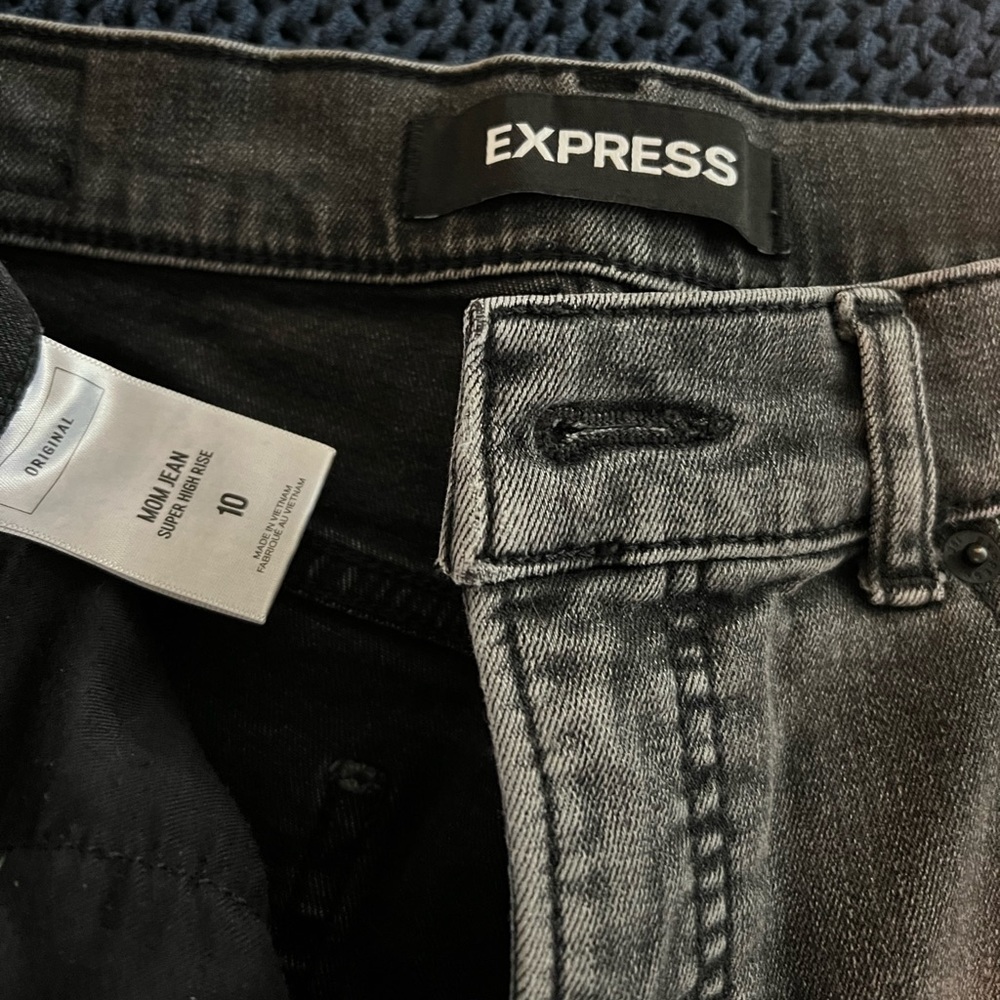 EXPRESS
ORIGINAL
MOM JEAN
SUPER HIGH RISE
10
MADE IN VIETNAM
FABRIQUÉ AU VIETNAM